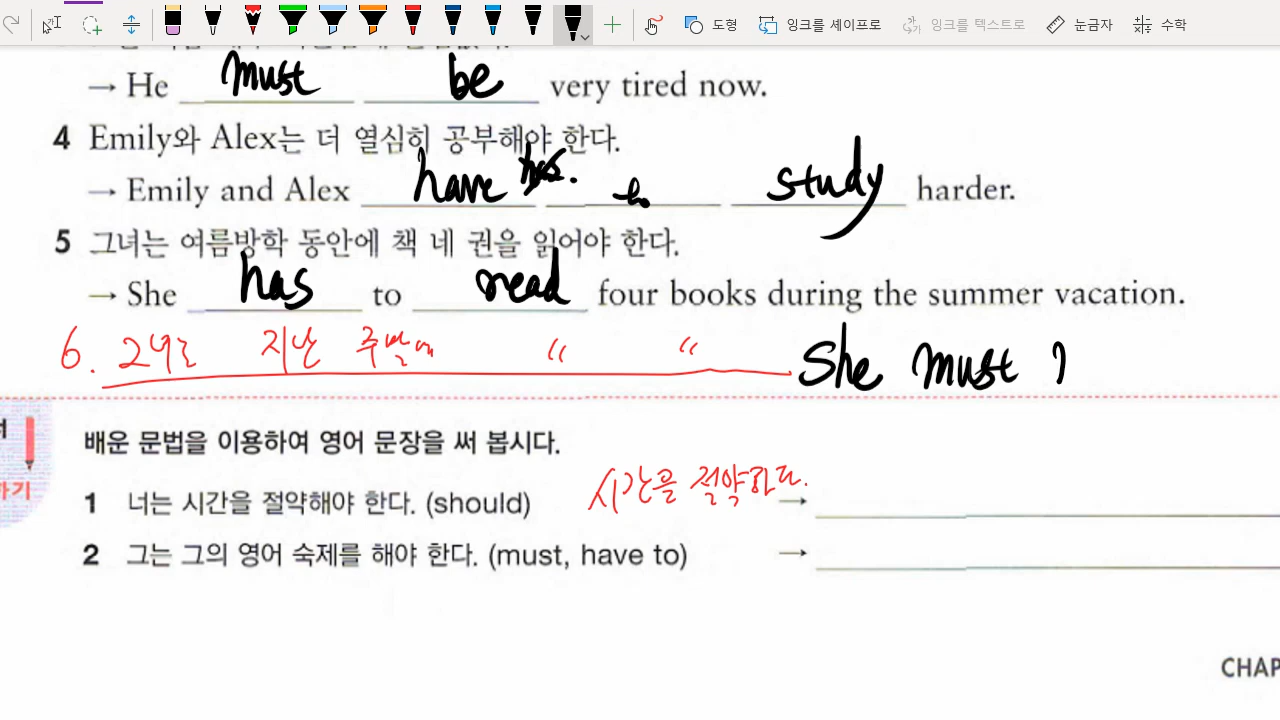 도형 잉크를 셰이프로 잉크를 텍스트로 눈금자 수학
→ He must be very tired now.
4 Emily와 Alex는 더 열심히 공부해야 한다.
→ Emily and Alex have has. to study harder.
5 그녀는 여름방학 동안에 책 네 권을 읽어야 한다.
→ She has to read four books during the summer vacation.
6. 그녀는 지난 주말에 " " She must
배운 문법을 이용하여 영어 문장을 써 봅시다.
하기
1 너는 시간을 절약해야 한다. (should) 시간을 절약하다. →
2 그는 그의 영어 숙제를 해야 한다. (must, have to) →
CHAP